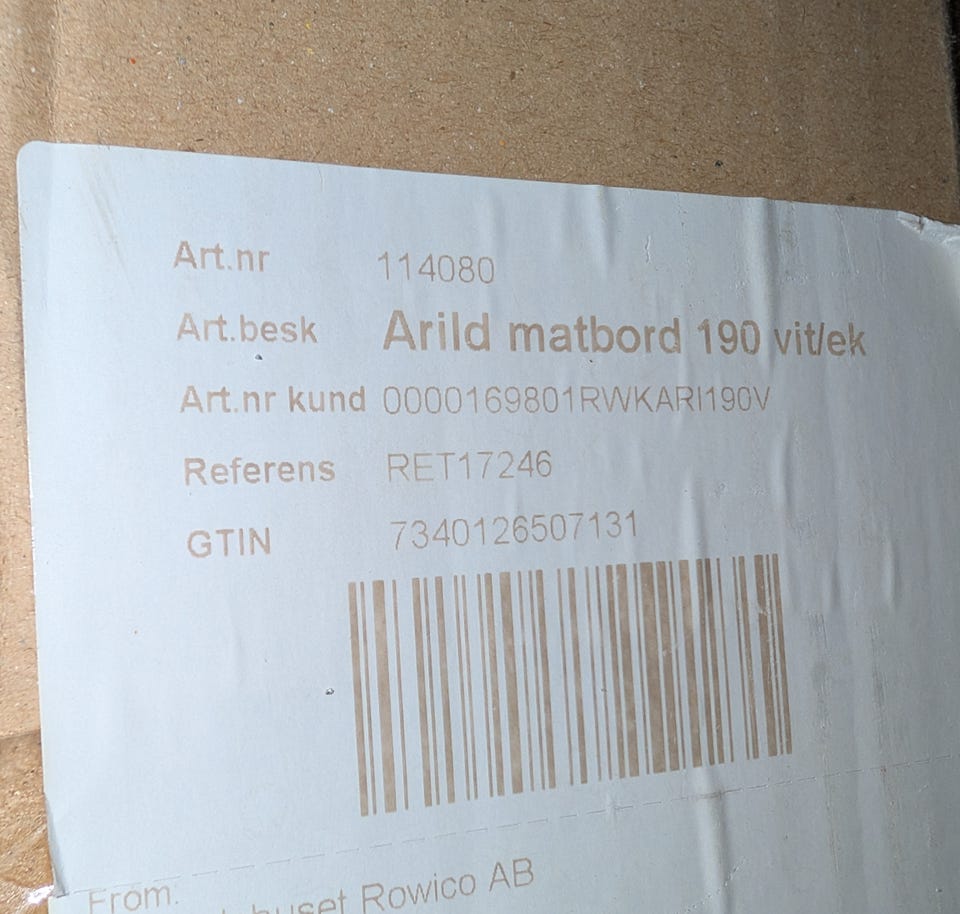 Art.nr 114080
Art.besk Arild matbord 190 vit/ek
Art.nr kund 0000169801RWKARI190V
Referens RET17246
GTIN 7340126507131
From:
Rowico AB